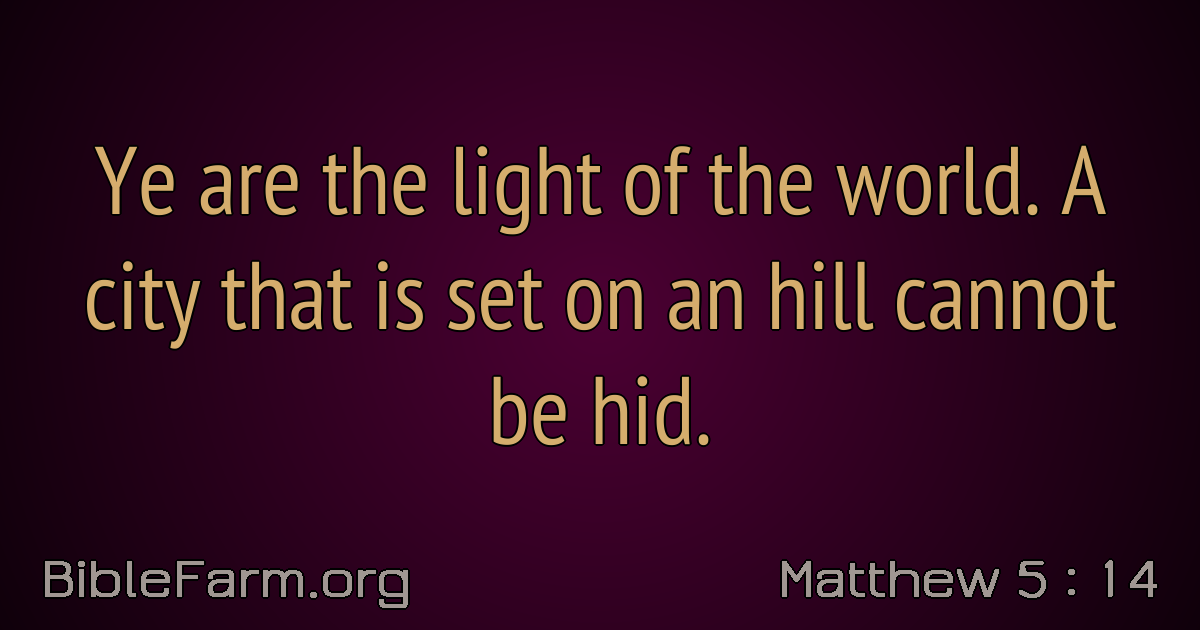 Ye are the light of the world. A
city that is set on an hill cannot
be hid.
BibleFarm.org
Matthew 5 : 14